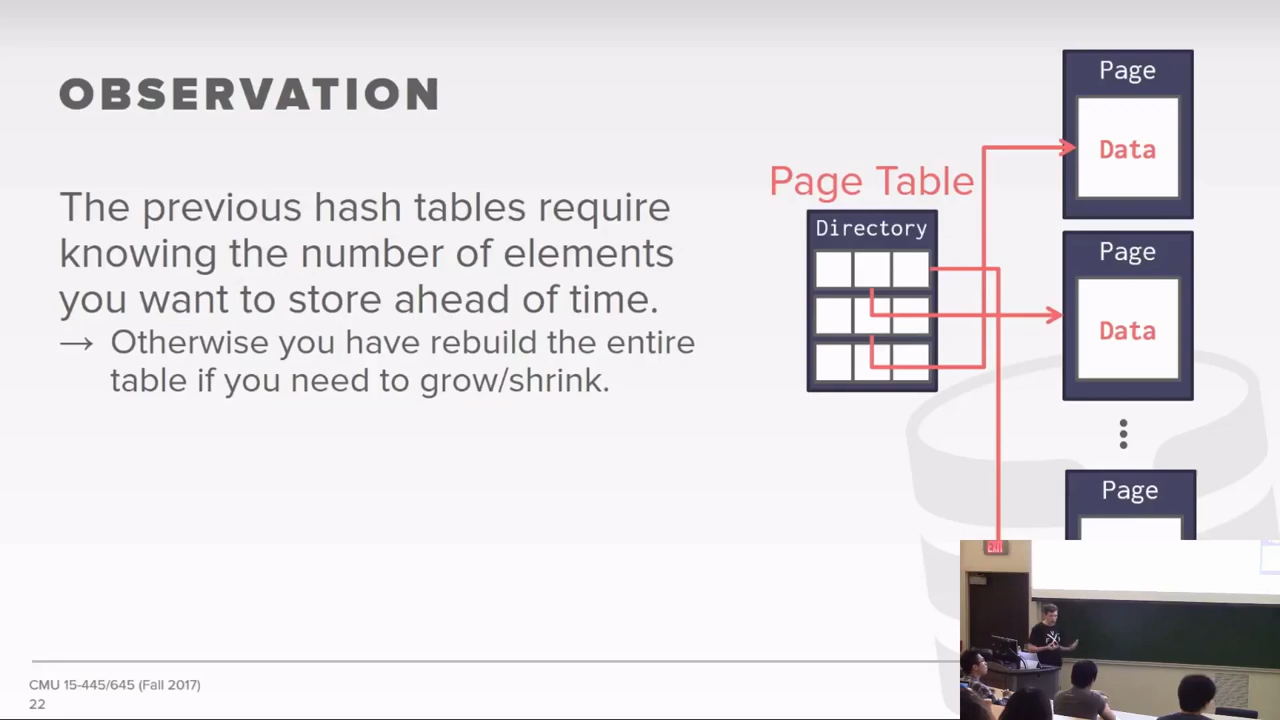 OBSERVATION
The previous hash tables require
knowing the number of elements
you want to store ahead of time.
→ Otherwise you have rebuild the entire
table if you need to grow/shrink.
Page Table
Directory
Page
Data
Page
Data
Page
EXIT
CMU 15-445/645 (Fall 2017)
22